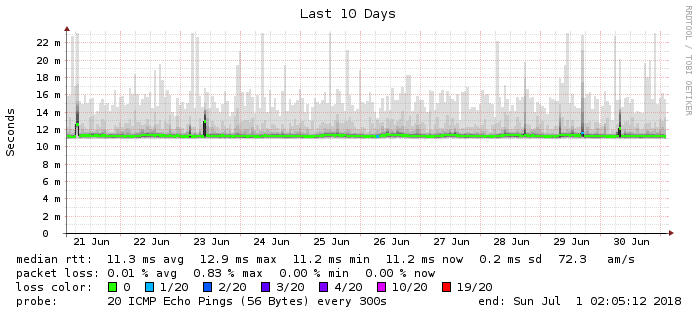 Last 10 Days
RRDTOOL / TOBI OETIKER
Seconds
22 m
20 m
18 m
16 m
14 m
12 m
10 m
8 m
6 m
4 m
2 m
0
21 Jun 22 Jun 23 Jun 24 Jun 25 Jun 26 Jun 27 Jun 28 Jun 29 Jun 30 Jun
median rtt: 11.3 ms avg 12.9 ms max 11.2 ms min 11.2 ms now 0.2 ms sd 72.3 am/s
packet loss: 0.01 % avg 0.83 % max 0.00 % min 0.00 % now
loss color: 0 1/20 2/20 3/20 4/20 10/20 19/20
probe: 20 ICMP Echo Pings (56 Bytes) every 300s end: Sun Jul 1 02:05:12 2018